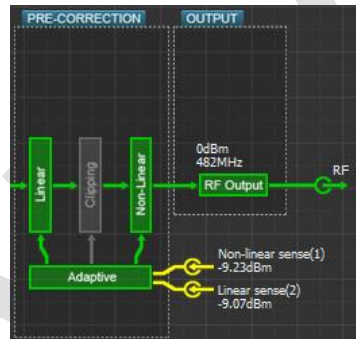 PRE-CORRECTION
OUTPUT
Linear
Clipping
Non-Linear
0dBm
482MHz
RF Output
RF
Adaptive
Non-linear sense(1)
-9.23dBm
Linear sense(2)
-9.07dBm